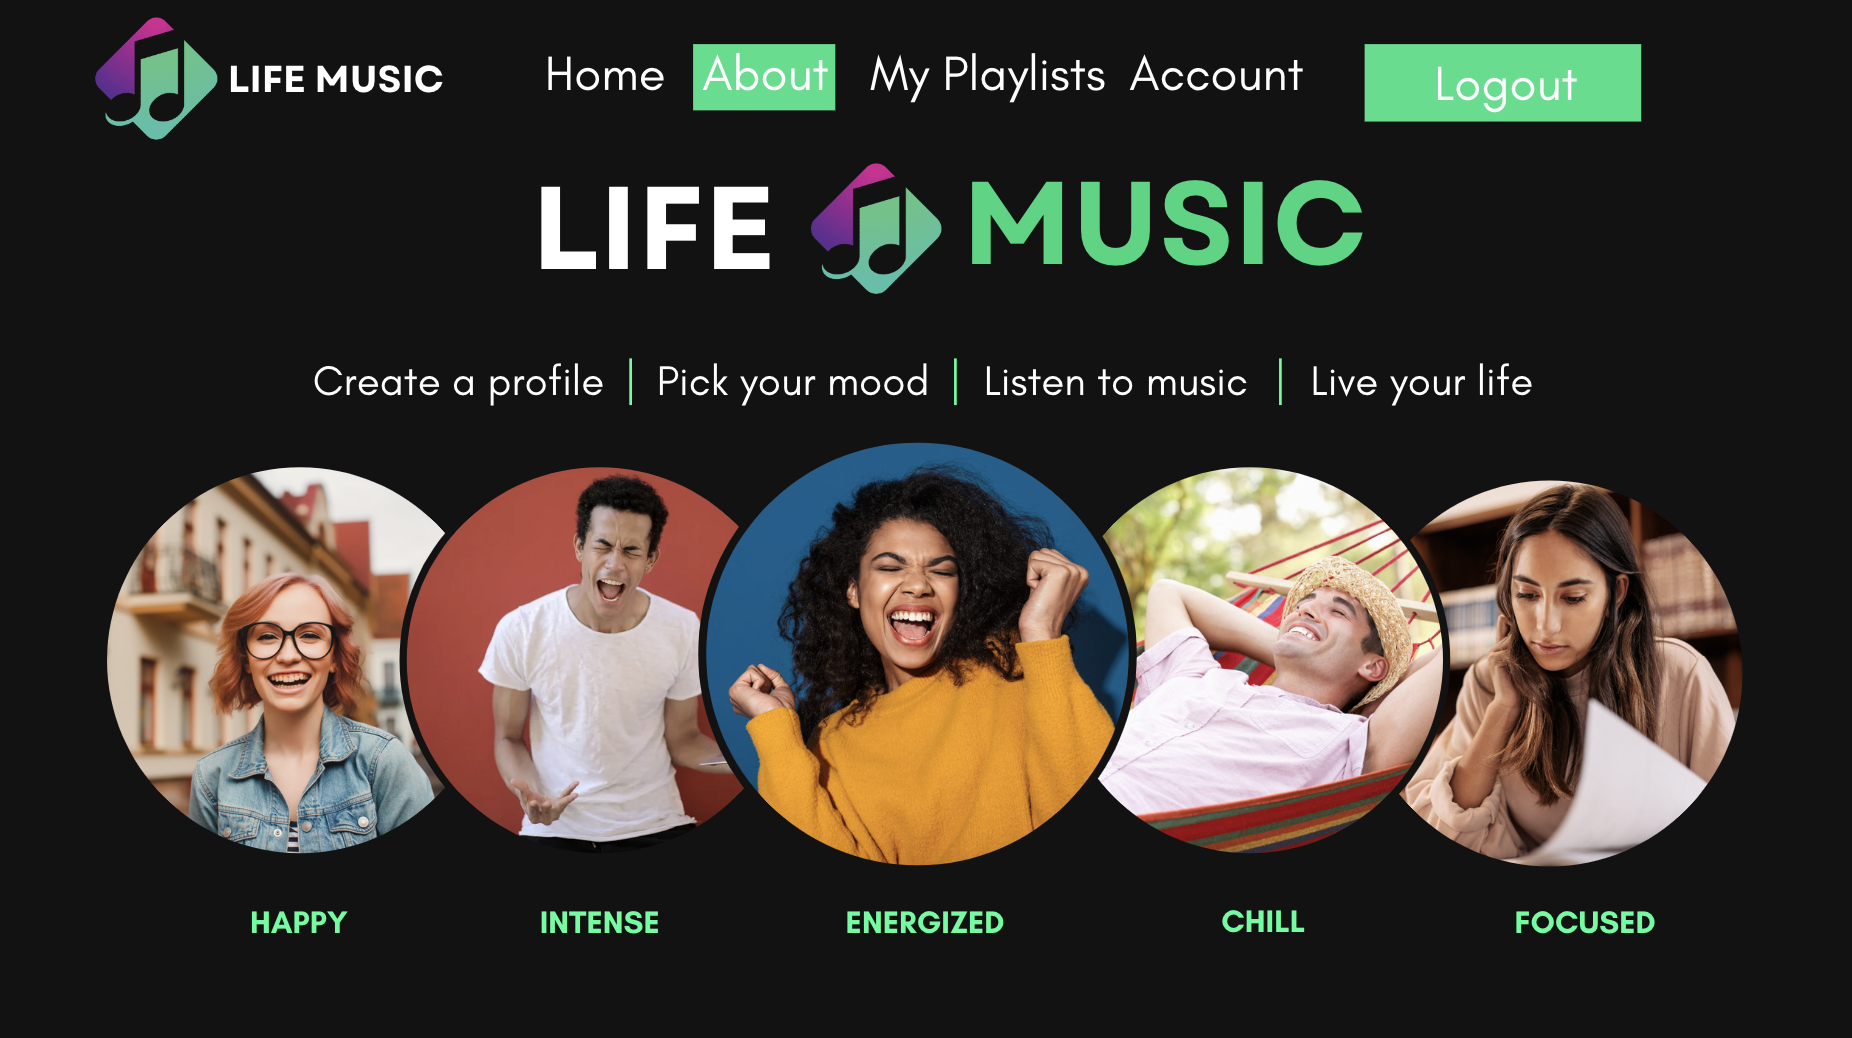 LIFE MUSIC Home About My Playlists Account Logout
LIFE MUSIC
Create a profile | Pick your mood | Listen to music | Live your life
HAPPY INTENSE ENERGIZED CHILL FOCUSED